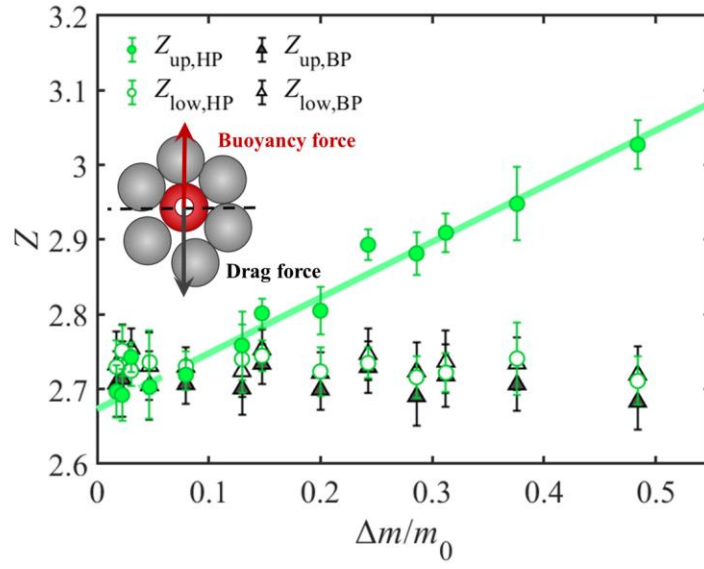 3.2
3.1
3
2.9
2.8
2.7
2.6
Z
Z_up,HP Z_up,BP
Z_low,HP Z_low,BP
Buoyancy force
Drag force
0 0.1 0.2 0.3 0.4 0.5
Δm/m_0